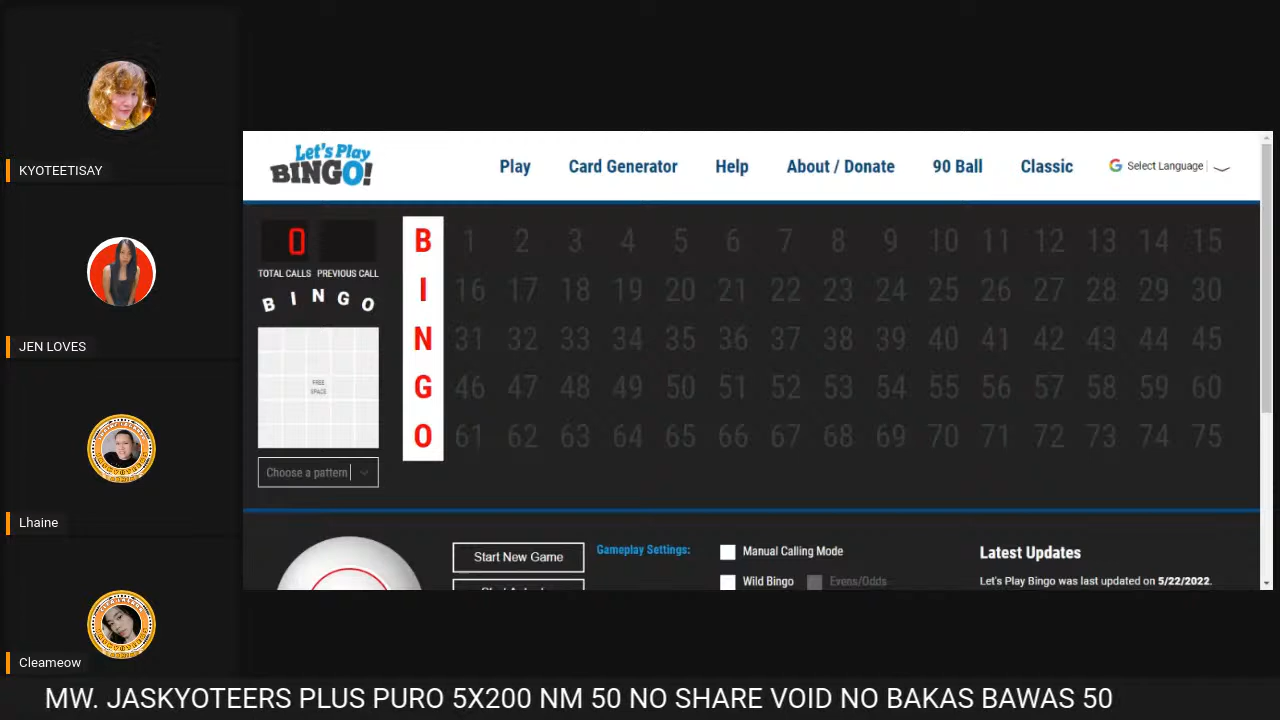 KYOTEETISAY
JEN LOVES
Lhaine
Cleameow
Let's Play
BINGO!
Play
Card Generator
Help
About / Donate
90 Ball
Classic
G Select Language
0
TOTAL CALLS
PREVIOUS CALL
B I N G O
FREE
SPACE
Choose a pattern
B 1 2 3 4 5 6 7 8 9 10 11 12 13 14 15
I 16 17 18 19 20 21 22 23 24 25 26 27 28 29 30
N 31 32 33 34 35 36 37 38 39 40 41 42 43 44 45
G 46 47 48 49 50 51 52 53 54 55 56 57 58 59 60
O 61 62 63 64 65 66 67 68 69 70 71 72 73 74 75
Start New Game
Gameplay Settings:
Manual Calling Mode
Wild Bingo
Evens/Odds
Latest Updates
Let's Play Bingo was last updated on 5/22/2022.
MW. JASKYOTEERS PLUS PURO 5X200 NM 50 NO SHARE VOID NO BAKAS BAWAS 50